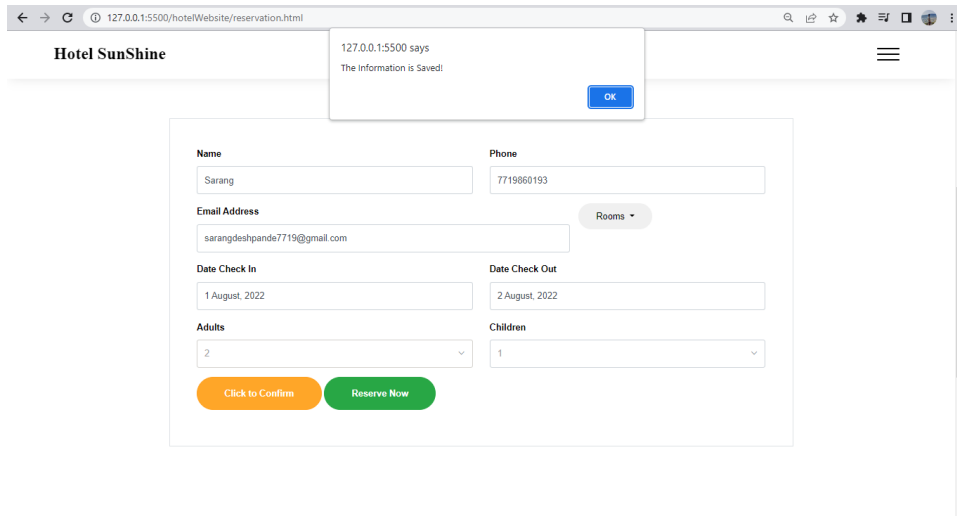 127.0.0.1:5500/hotelWebsite/reservation.html
Hotel SunShine
127.0.0.1:5500 says
The Information is Saved!
OK
Name
Phone
Sarang
7719860193
Email Address
Rooms
sarangdeshpande7719@gmail.com
Date Check In
Date Check Out
1 August, 2022
2 August, 2022
Adults
Children
2
1
Click to Confirm
Reserve Now